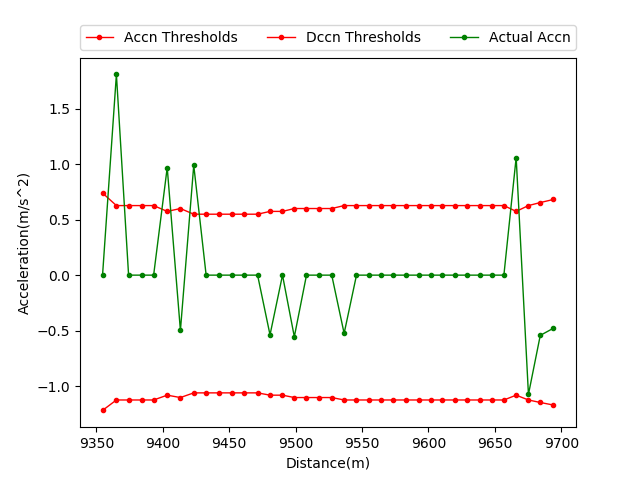 Accn Thresholds Dccn Thresholds Actual Accn
1.5
1.0
0.5
0.0
−0.5
−1.0
Acceleration(m/s^2)
9350 9400 9450 9500 9550 9600 9650 9700
Distance(m)